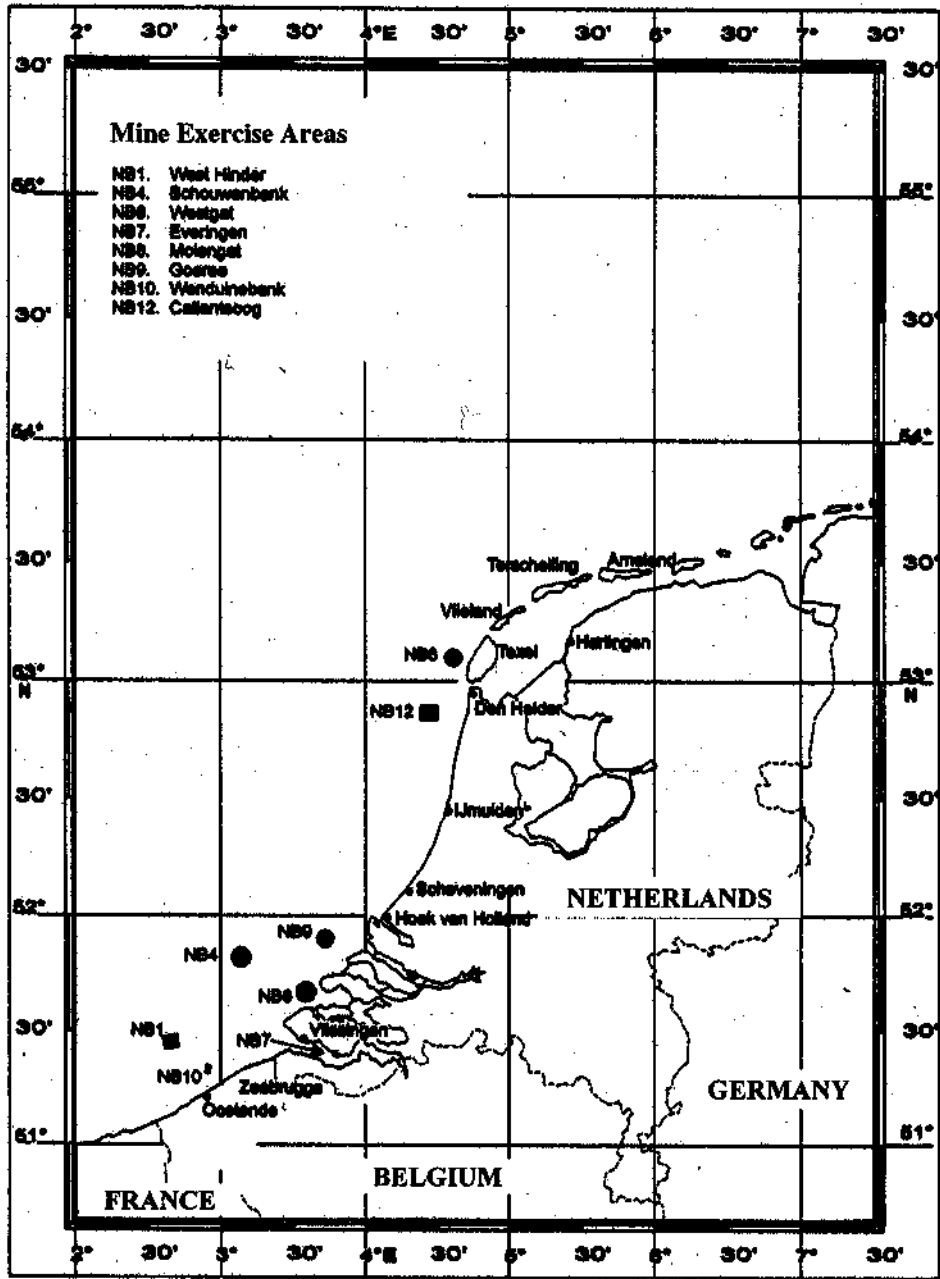 2° 30' 3° 30' 4°E 30' 5° 30' 6° 30' 7° 30'
30' 30'
Mine Exercise Areas
NB1. West Hinder
NB4. Schouwenbank
NB6. Westgat
NB7. Everingen
NB8. Molengat
NB9. Goeree
NB10. Wenduinebank
NB12. Callantsoog
55° 55°
30' 30'
54° 54°
30' 30'
Terschelling
Ameland
Vlieland
Texel
Harlingen
53° N 53° N
Den Helder
NB12
30' 30'
IJmuiden
Scheveningen
NETHERLANDS
52° 52°
Hoek van Holland
NB9
NB4
30' 30'
NB1
NB7
Vlissingen
NB10
Zeebrugge
Oostende
GERMANY
51° 51°
BELGIUM
FRANCE
2° 30' 3° 30' 4° E 30' 5° 30' 6° 30' 7° 30'